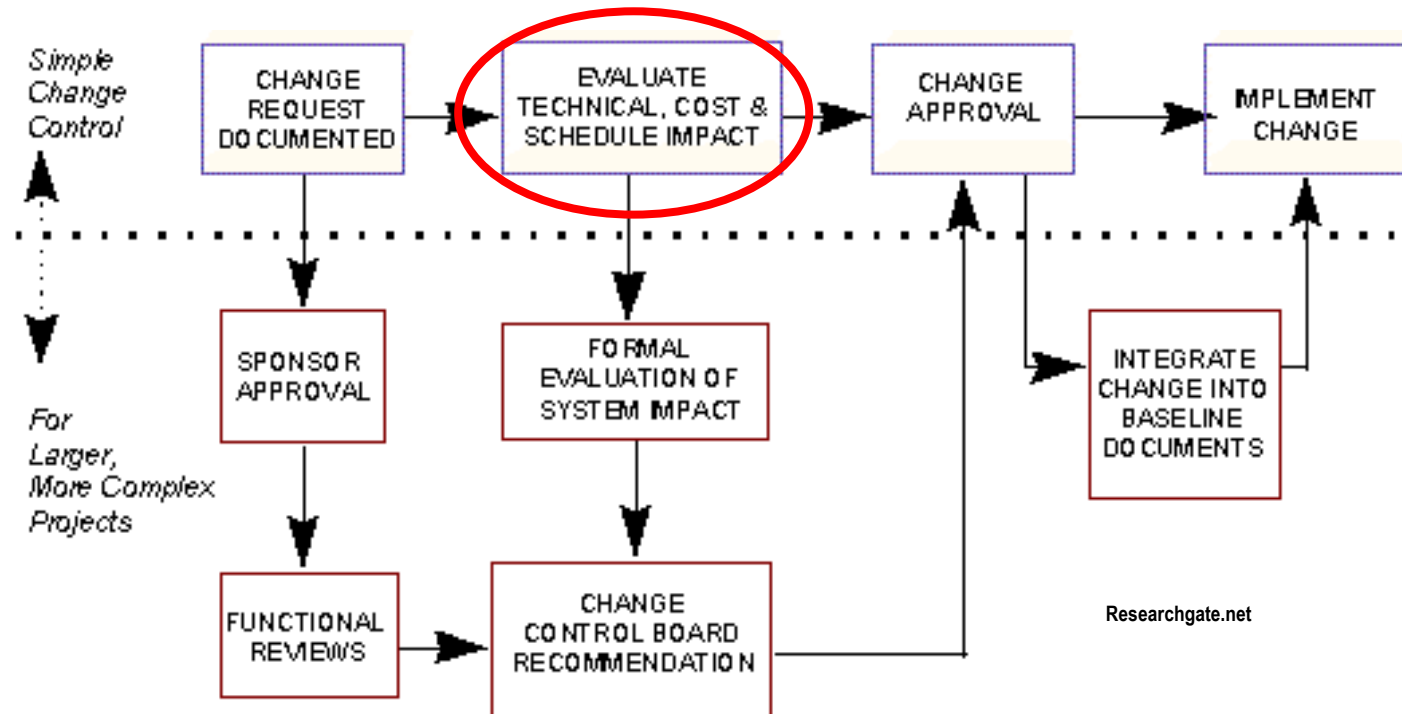 Simple
Change
Control
CHANGE
REQUEST
DOCUMENTED
EVALUATE
TECHNICAL, COST &
SCHEDULE IMPACT
CHANGE
APPROVAL
IMPLEMENT
CHANGE
For
Larger,
More Complex
Projects
SPONSOR
APPROVAL
FORMAL
EVALUATION OF
SYSTEM IMPACT
INTEGRATE
CHANGE INTO
BASELINE
DOCUMENTS
FUNCTIONAL
REVIEWS
CHANGE
CONTROL BOARD
RECOMMENDATION
Researchgate.net